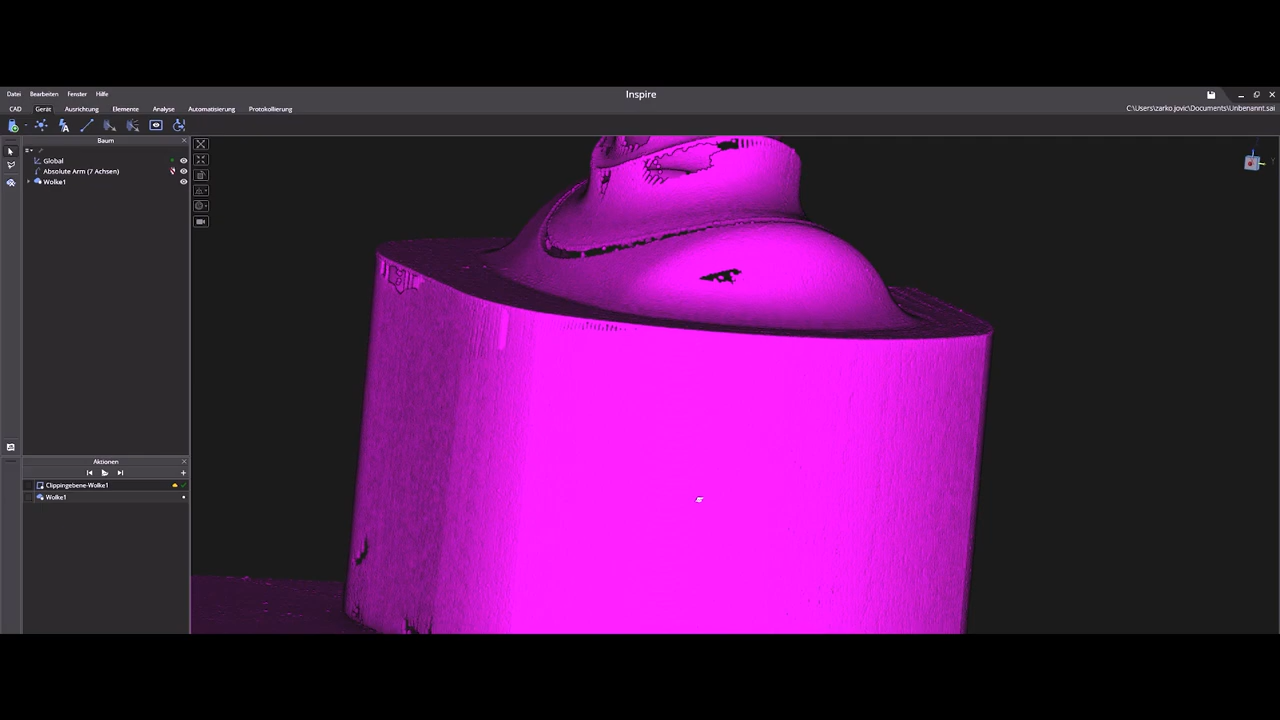 Inspire
Datei Bearbeiten Fenster Hilfe
CAD Gerät Ausrichtung Elemente Analyse Automatisierung Protokollierung
C:\Users\zarko.jovic\Documents\Unbenannt.sai
Baum
Global
Absolute Arm (7 Achsen)
Wolke1
Aktionen
Clippingebene-Wolke1
Wolke1